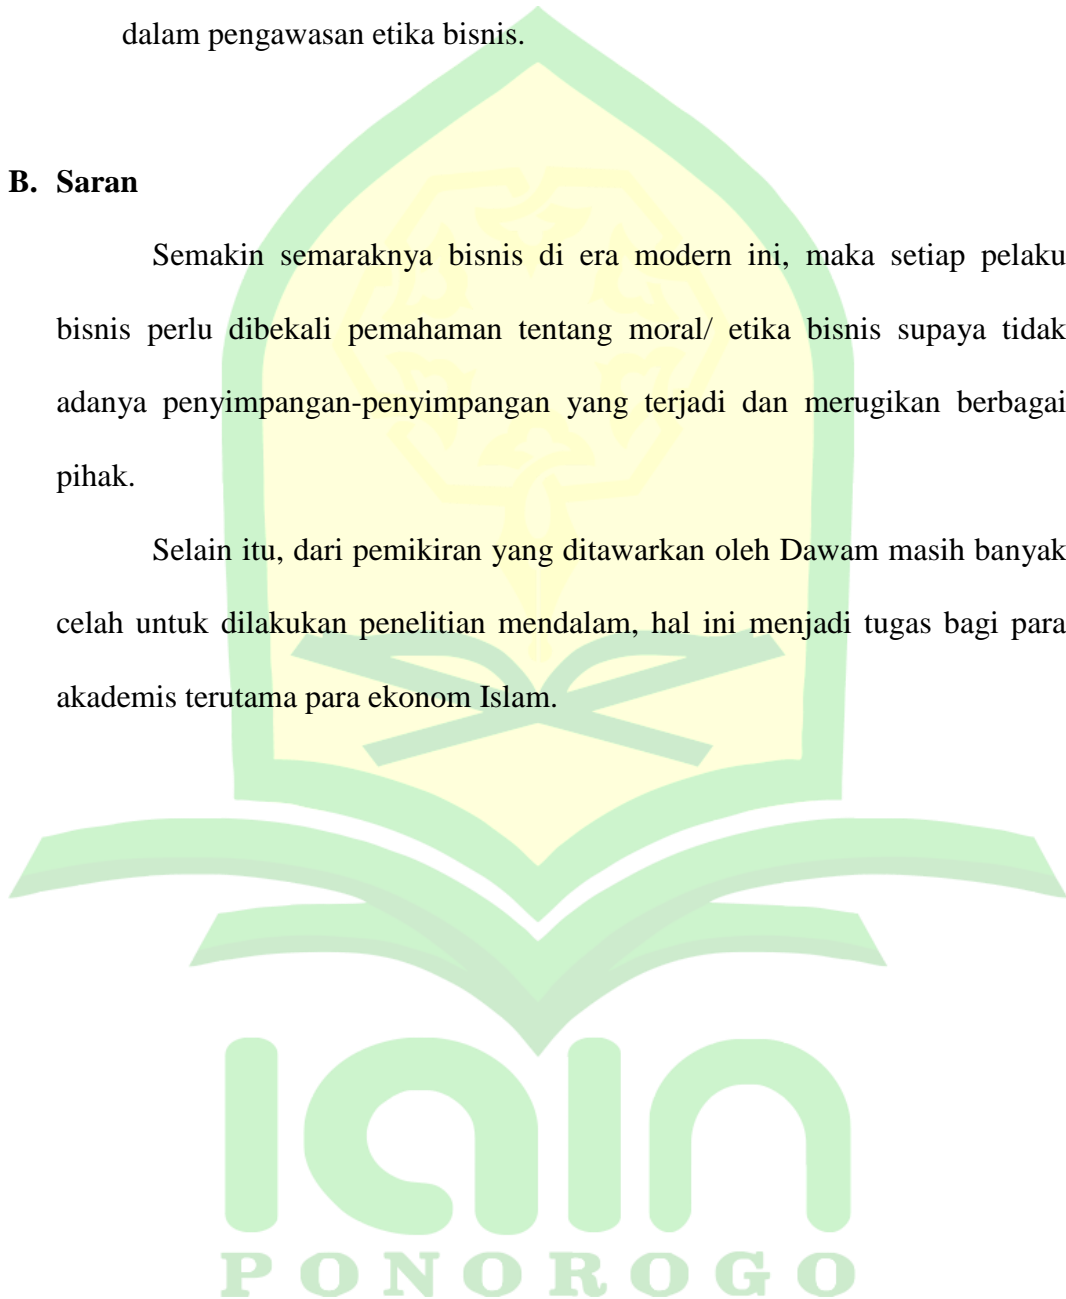 dalam pengawasan etika bisnis.
B. Saran
Semakin semaraknya bisnis di era modern ini, maka setiap pelaku
bisnis perlu dibekali pemahaman tentang moral/ etika bisnis supaya tidak
adanya penyimpangan-penyimpangan yang terjadi dan merugikan berbagai
pihak.
Selain itu, dari pemikiran yang ditawarkan oleh Dawam masih banyak
celah untuk dilakukan penelitian mendalam, hal ini menjadi tugas bagi para
akademis terutama para ekonom Islam.
IAIN
PONOROGO